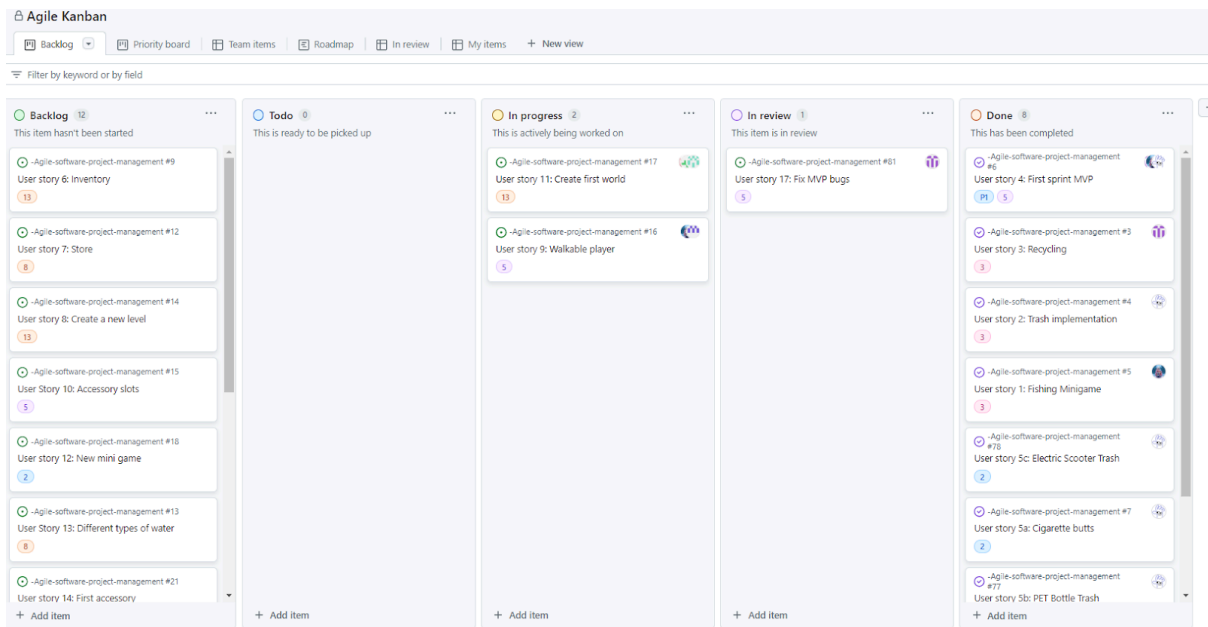 Agile Kanban
Backlog
Priority board
Team items
Roadmap
In review
My items
+ New view
Filter by keyword or by field
Backlog 12
This item hasn't been started
-Agile-software-project-management #9
User story 6: Inventory
13
-Agile-software-project-management #12
User story 7: Store
8
-Agile-software-project-management #14
User story 8: Create a new level
13
-Agile-software-project-management #15
User Story 10: Accessory slots
5
-Agile-software-project-management #18
User story 12: New mini game
2
-Agile-software-project-management #13
User Story 13: Different types of water
8
-Agile-software-project-management #21
User story 14: First accessory
+ Add item
Todo 0
This is ready to be picked up
+ Add item
In progress 2
This is actively being worked on
-Agile-software-project-management #17
User story 11: Create first world
13
-Agile-software-project-management #16
User story 9: Walkable player
5
+ Add item
In review 1
This item is in review
-Agile-software-project-management #81
User story 17: Fix MVP bugs
5
+ Add item
Done 8
This has been completed
-Agile-software-project-management
#6
User story 4: First sprint MVP
P1 5
-Agile-software-project-management #3
User story 3: Recycling
3
-Agile-software-project-management #4
User story 2: Trash implementation
3
-Agile-software-project-management #5
User story 1: Fishing Minigame
3
-Agile-software-project-management
#78
User story 5c: Electric Scooter Trash
2
-Agile-software-project-management #7
User story 5a: Cigarette butts
2
-Agile-software-project-management
#77
User story 5b: PET Bottle Trash
+ Add item